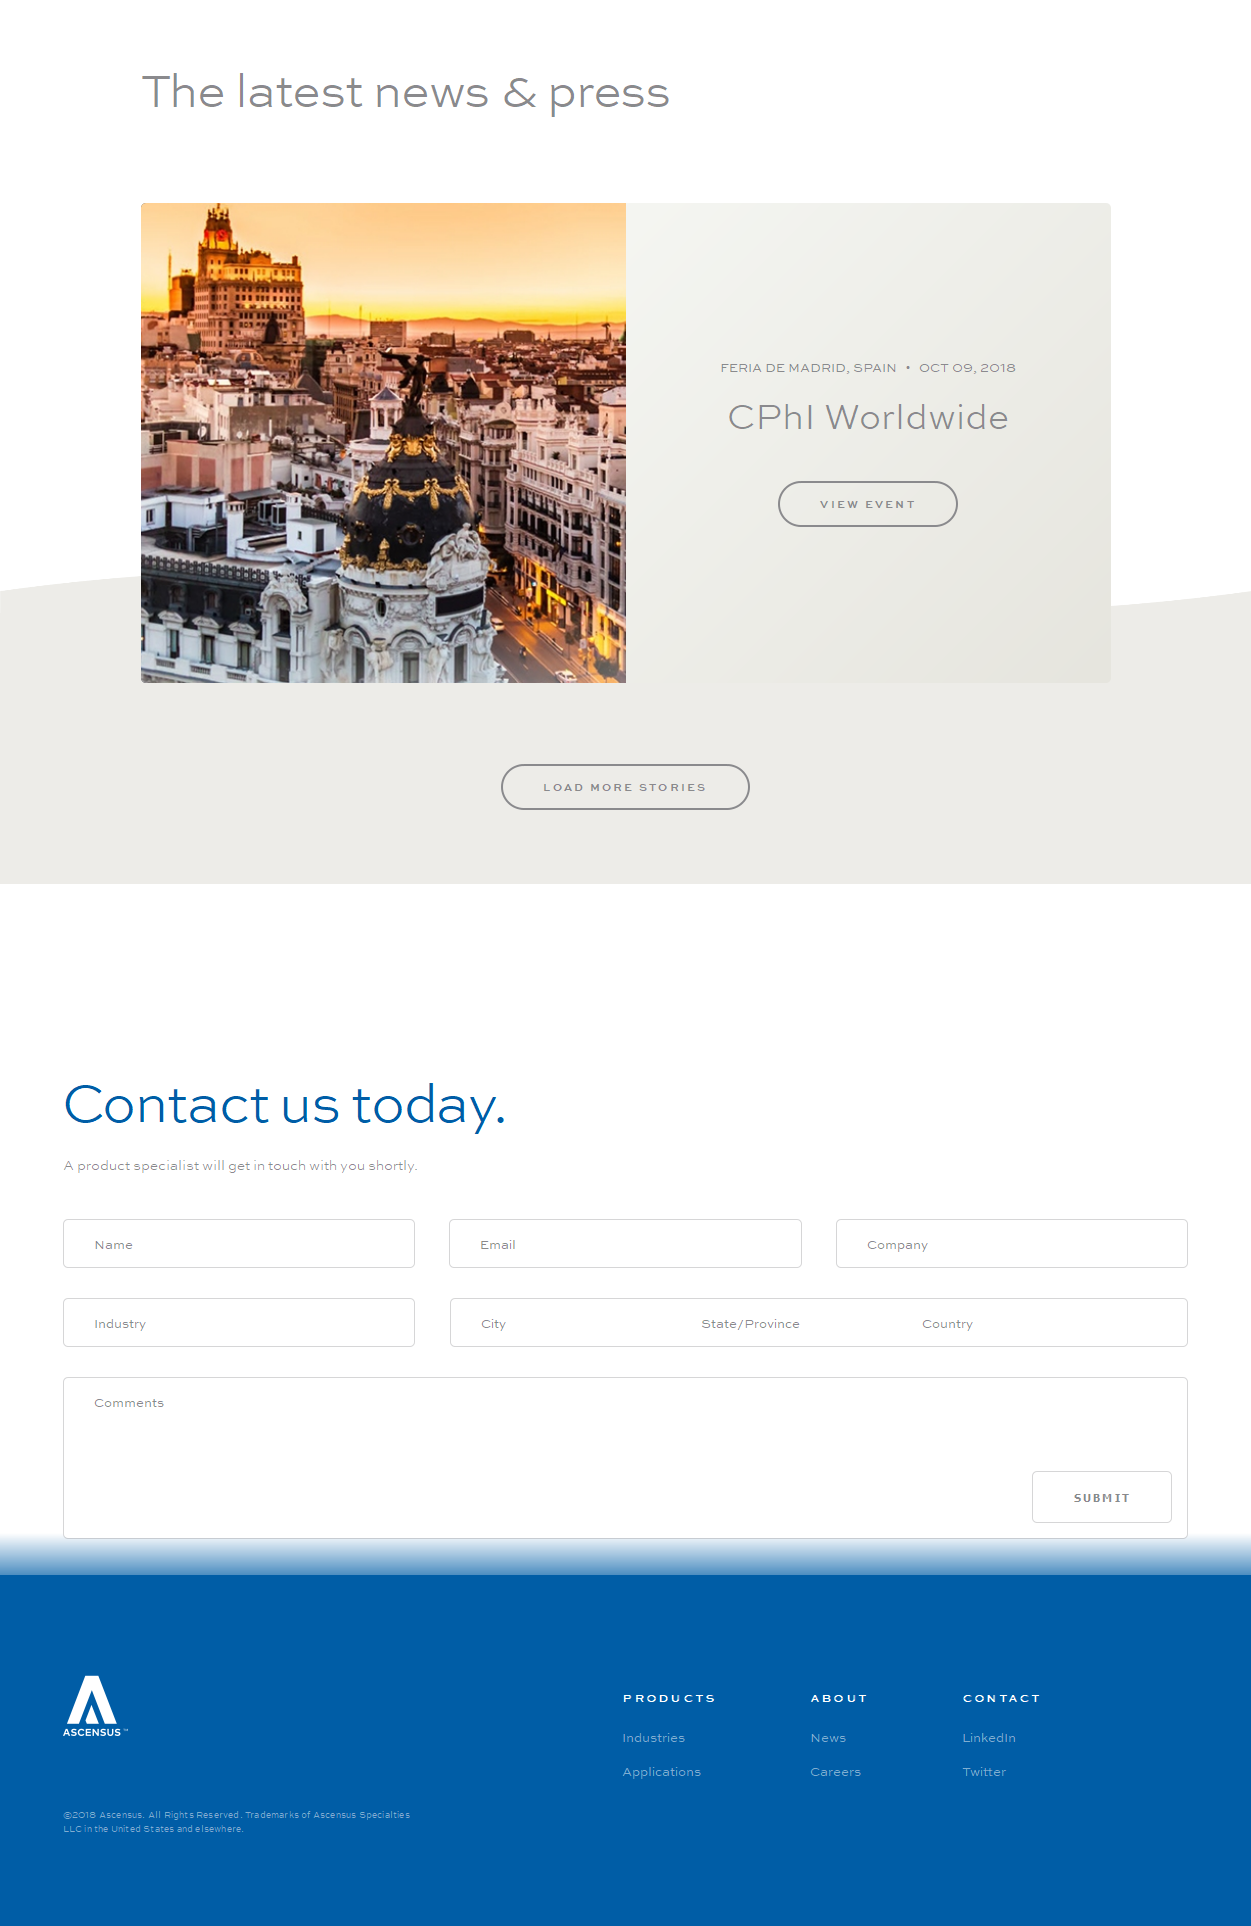 The latest news & press
FERIA DE MADRID, SPAIN • OCT 09, 2018
CPhI Worldwide
VIEW EVENT
LOAD MORE STORIES
Contact us today.
A product specialist will get in touch with you shortly.
Name
Email
Company
Industry
City
State/Province
Country
Comments
SUBMIT
ASCENSUS™
PRODUCTS
Industries
Applications
ABOUT
News
Careers
CONTACT
LinkedIn
Twitter
©2018 Ascensus. All Rights Reserved. Trademarks of Ascensus Specialties
LLC in the United States and elsewhere.